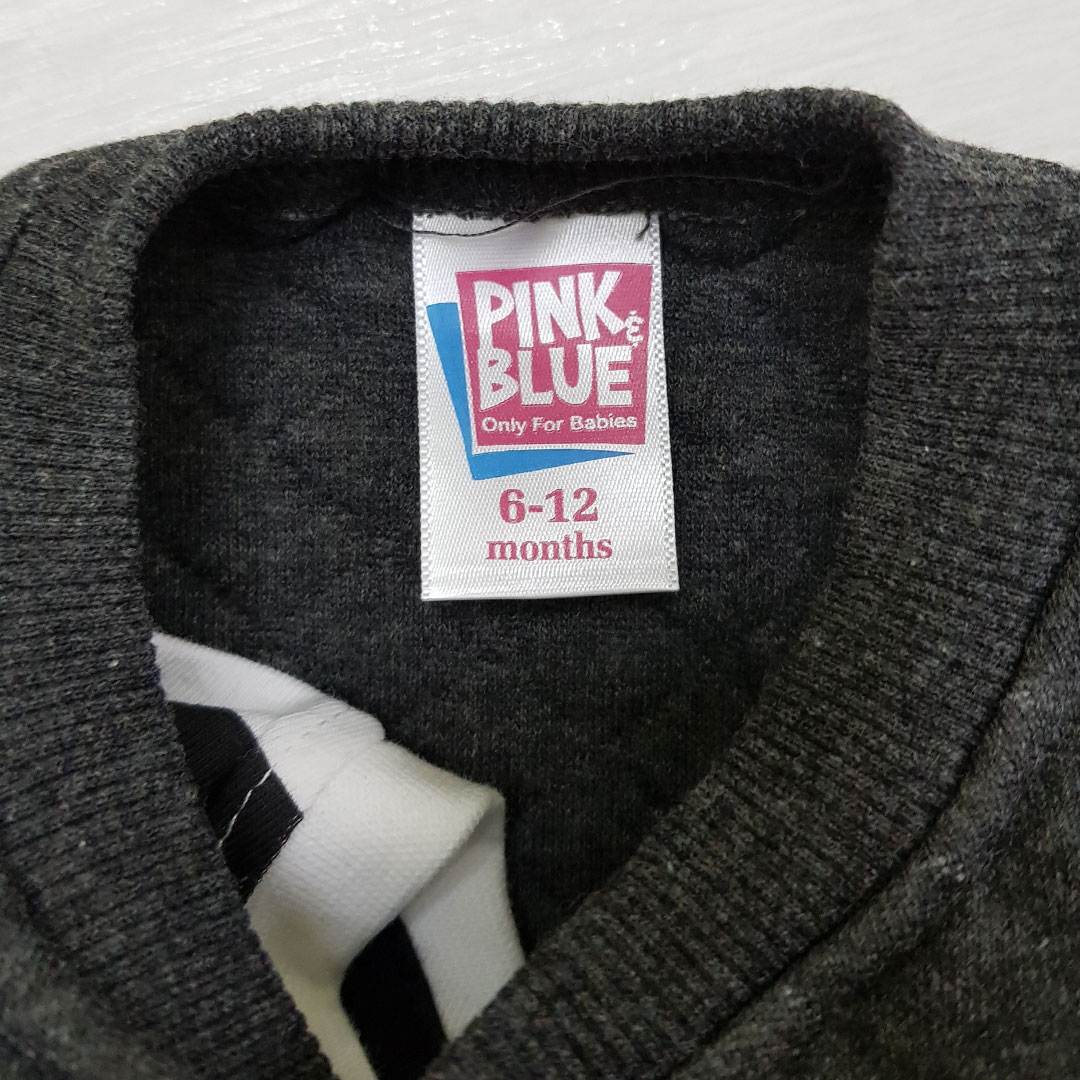 PINK &
BLUE
Only For Babies
6-12
months